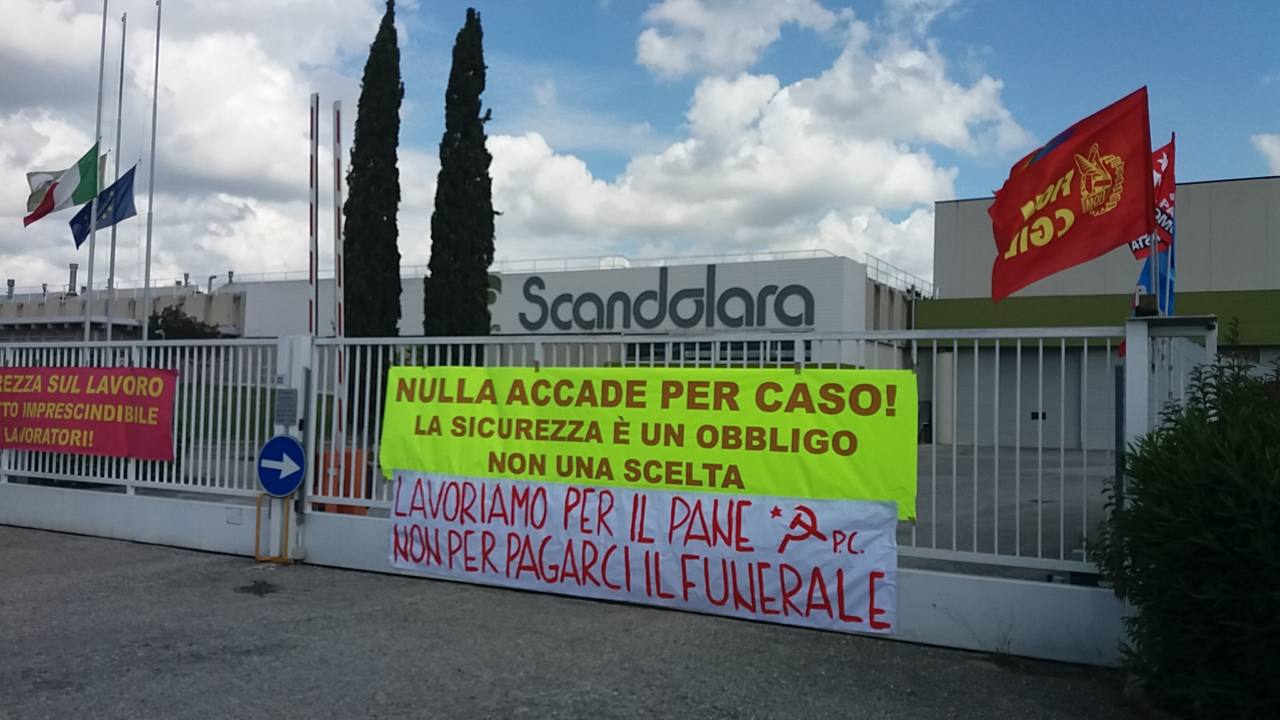 Scandolara
FIOM
CGIL
SUL LAVORO
IMPRESCINDIBILE
LAVORATORI!
NULLA ACCADE PER CASO!
LA SICUREZZA È UN OBBLIGO
NON UNA SCELTA
LAVORIAMO PER IL PANE P.C.
NON PER PAGARCI IL FUNERALE